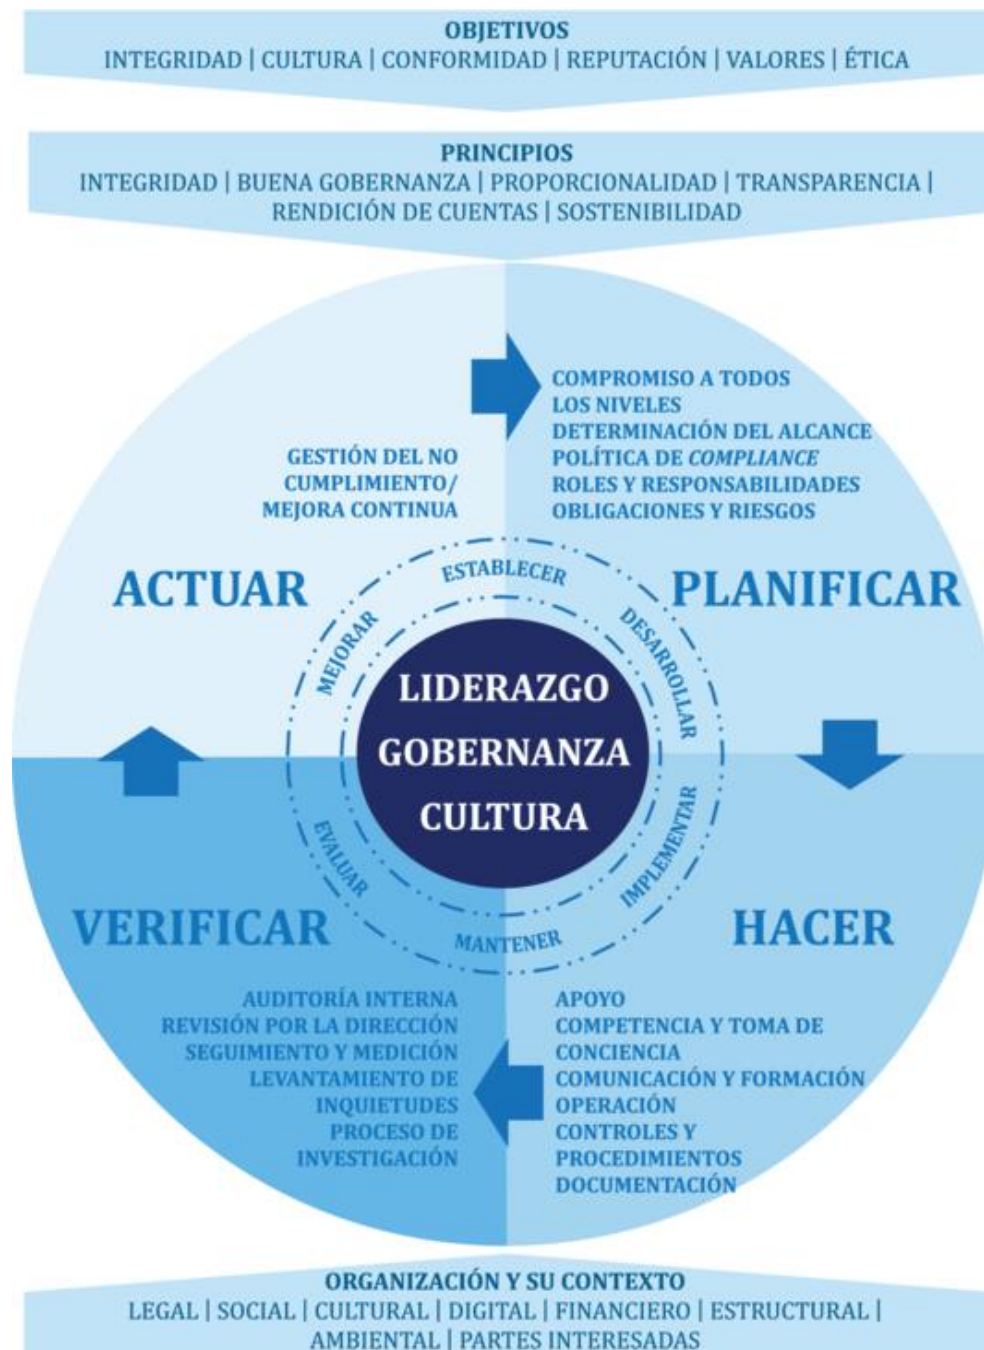 OBJETIVOS
INTEGRIDAD | CULTURA | CONFORMIDAD | REPUTACIÓN | VALORES | ÉTICA
PRINCIPIOS
INTEGRIDAD | BUENA GOBERNANZA | PROPORCIONALIDAD | TRANSPARENCIA |
RENDICIÓN DE CUENTAS | SOSTENIBILIDAD
COMPROMISO A TODOS
LOS NIVELES
DETERMINACIÓN DEL ALCANCE
POLÍTICA DE COMPLIANCE
ROLES Y RESPONSABILIDADES
OBLIGACIONES Y RIESGOS
GESTIÓN DEL NO
CUMPLIMIENTO/
MEJORA CONTINUA
ACTUAR
PLANIFICAR
ESTABLECER
DESARROLLAR
IMPLEMENTAR
MANTENER
EVALUAR
MEJORAR
LIDERAZGO
GOBERNANZA
CULTURA
VERIFICAR
HACER
AUDITORÍA INTERNA
REVISIÓN POR LA DIRECCIÓN
SEGUIMIENTO Y MEDICIÓN
LEVANTAMIENTO DE
INQUIETUDES
PROCESO DE
INVESTIGACIÓN
APOYO
COMPETENCIA Y TOMA DE
CONCIENCIA
COMUNICACIÓN Y FORMACIÓN
OPERACIÓN
CONTROLES Y
PROCEDIMIENTOS
DOCUMENTACIÓN
ORGANIZACIÓN Y SU CONTEXTO
LEGAL | SOCIAL | CULTURAL | DIGITAL | FINANCIERO | ESTRUCTURAL |
AMBIENTAL | PARTES INTERESADAS